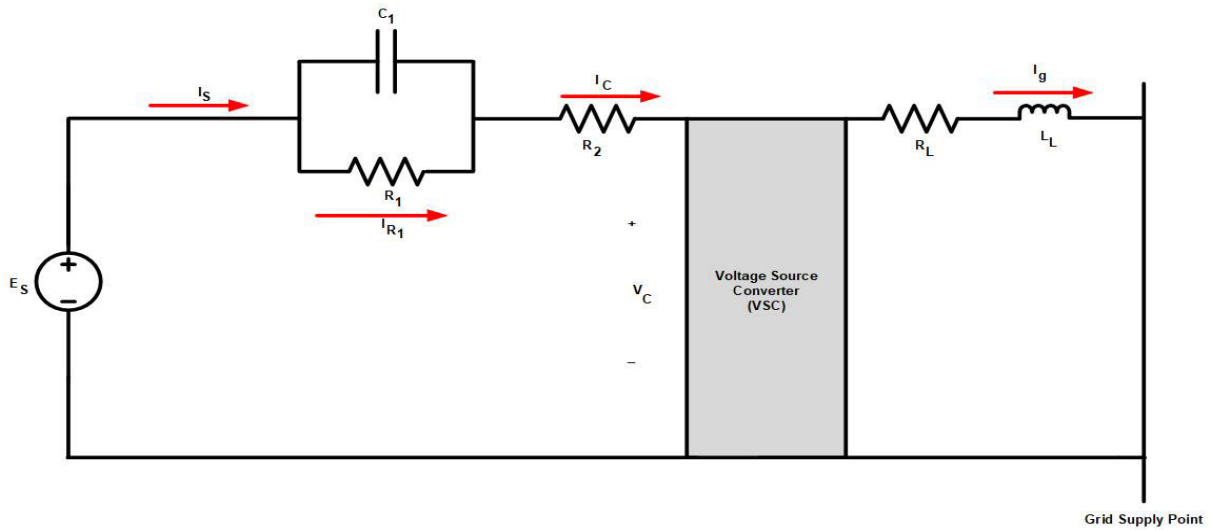 C1
IS
IC
Ig
R2
RL
LL
R1
IR1
+
+
ES
−
VC
−
Voltage Source
Converter
(VSC)
Grid Supply Point